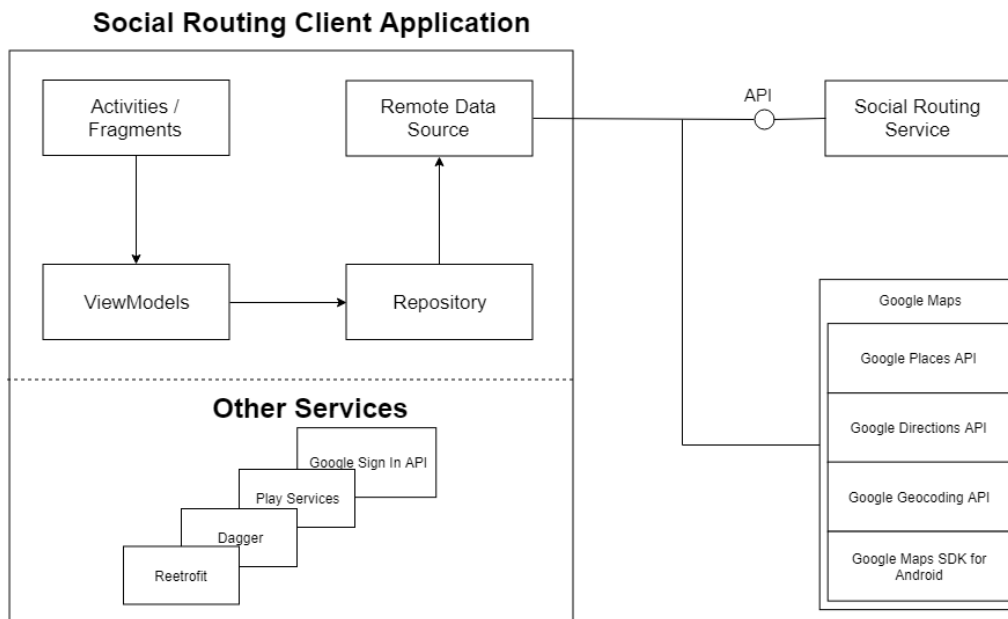 Social Routing Client Application
Activities /
Fragments
Remote Data
Source
API
Social Routing
Service
ViewModels
Repository
Google Maps
Google Places API
Google Directions API
Google Geocoding API
Google Maps SDK for
Android
Other Services
Google Sign In API
Play Services
Dagger
Reetrofit